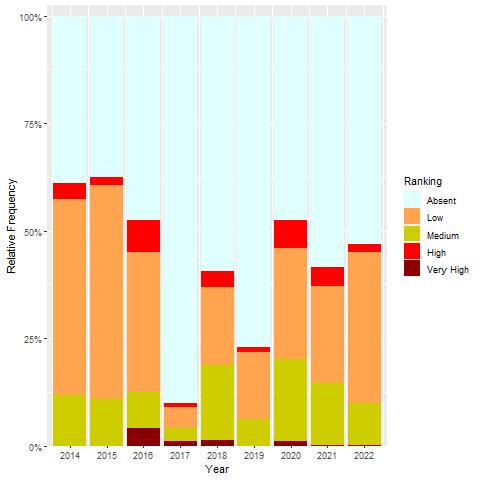 100%
75%
50%
25%
0%
Relative Frequency
2014 2015 2016 2017 2018 2019 2020 2021 2022
Year
Ranking
Absent
Low
Medium
High
Very High